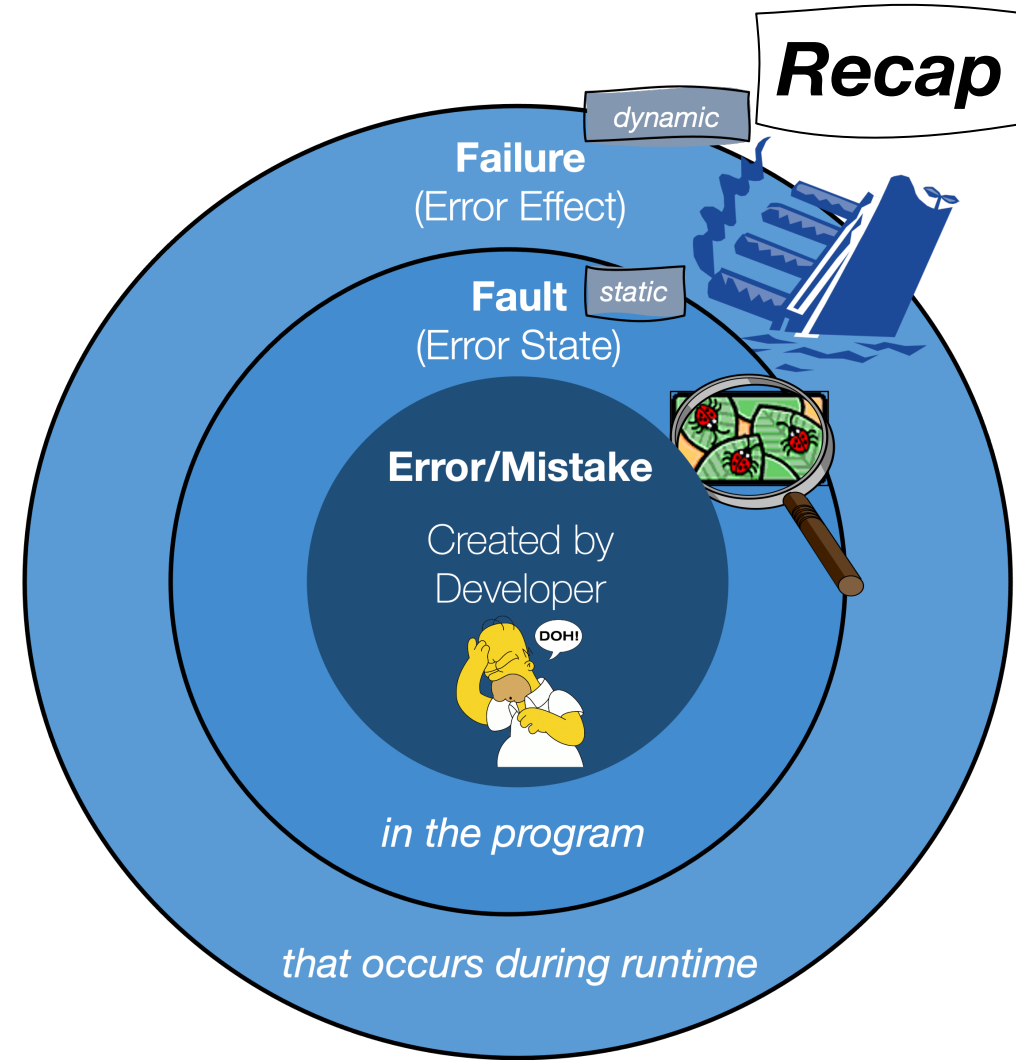 Recap
dynamic
Failure
(Error Effect)
Fault
static
(Error State)
Error/Mistake
Created by
Developer
DOH!
in the program
that occurs during runtime